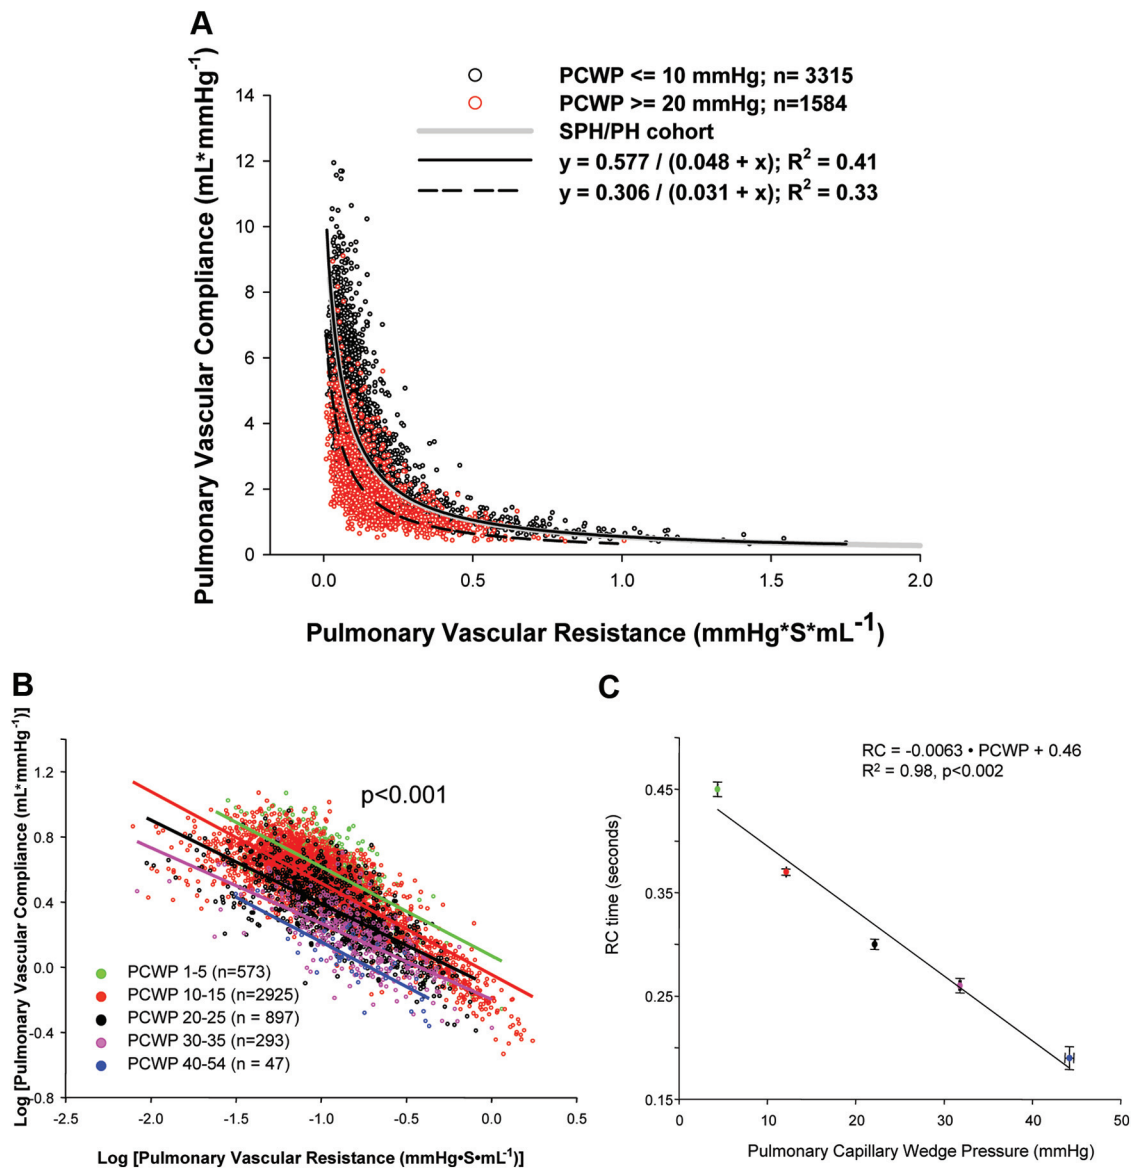 A
PCWP <= 10 mmHg; n= 3315
PCWP >= 20 mmHg; n=1584
SPH/PH cohort
y = 0.577 / (0.048 + x); R² = 0.41
y = 0.306 / (0.031 + x); R² = 0.33
Pulmonary Vascular Compliance (mL*mmHg⁻¹)
14
12
10
8
6
4
2
0
0.0 0.5 1.0 1.5 2.0
Pulmonary Vascular Resistance (mmHg*S*mL⁻¹)
B
Log [Pulmonary Vascular Compliance (mL*mmHg⁻¹)]
1.2
0.8
0.4
0.0
-0.4
-0.8
p<0.001
PCWP 1-5 (n=573)
PCWP 10-15 (n=2925)
PCWP 20-25 (n = 897)
PCWP 30-35 (n=293)
PCWP 40-54 (n = 47)
-2.5 -2.0 -1.5 -1.0 -0.5 0.0 0.5
Log [Pulmonary Vascular Resistance (mmHg•S•mL⁻¹)]
C
RC = -0.0063 • PCWP + 0.46
R² = 0.98, p<0.002
RC time (seconds)
0.45
0.35
0.25
0.15
0 10 20 30 40 50
Pulmonary Capillary Wedge Pressure (mmHg)